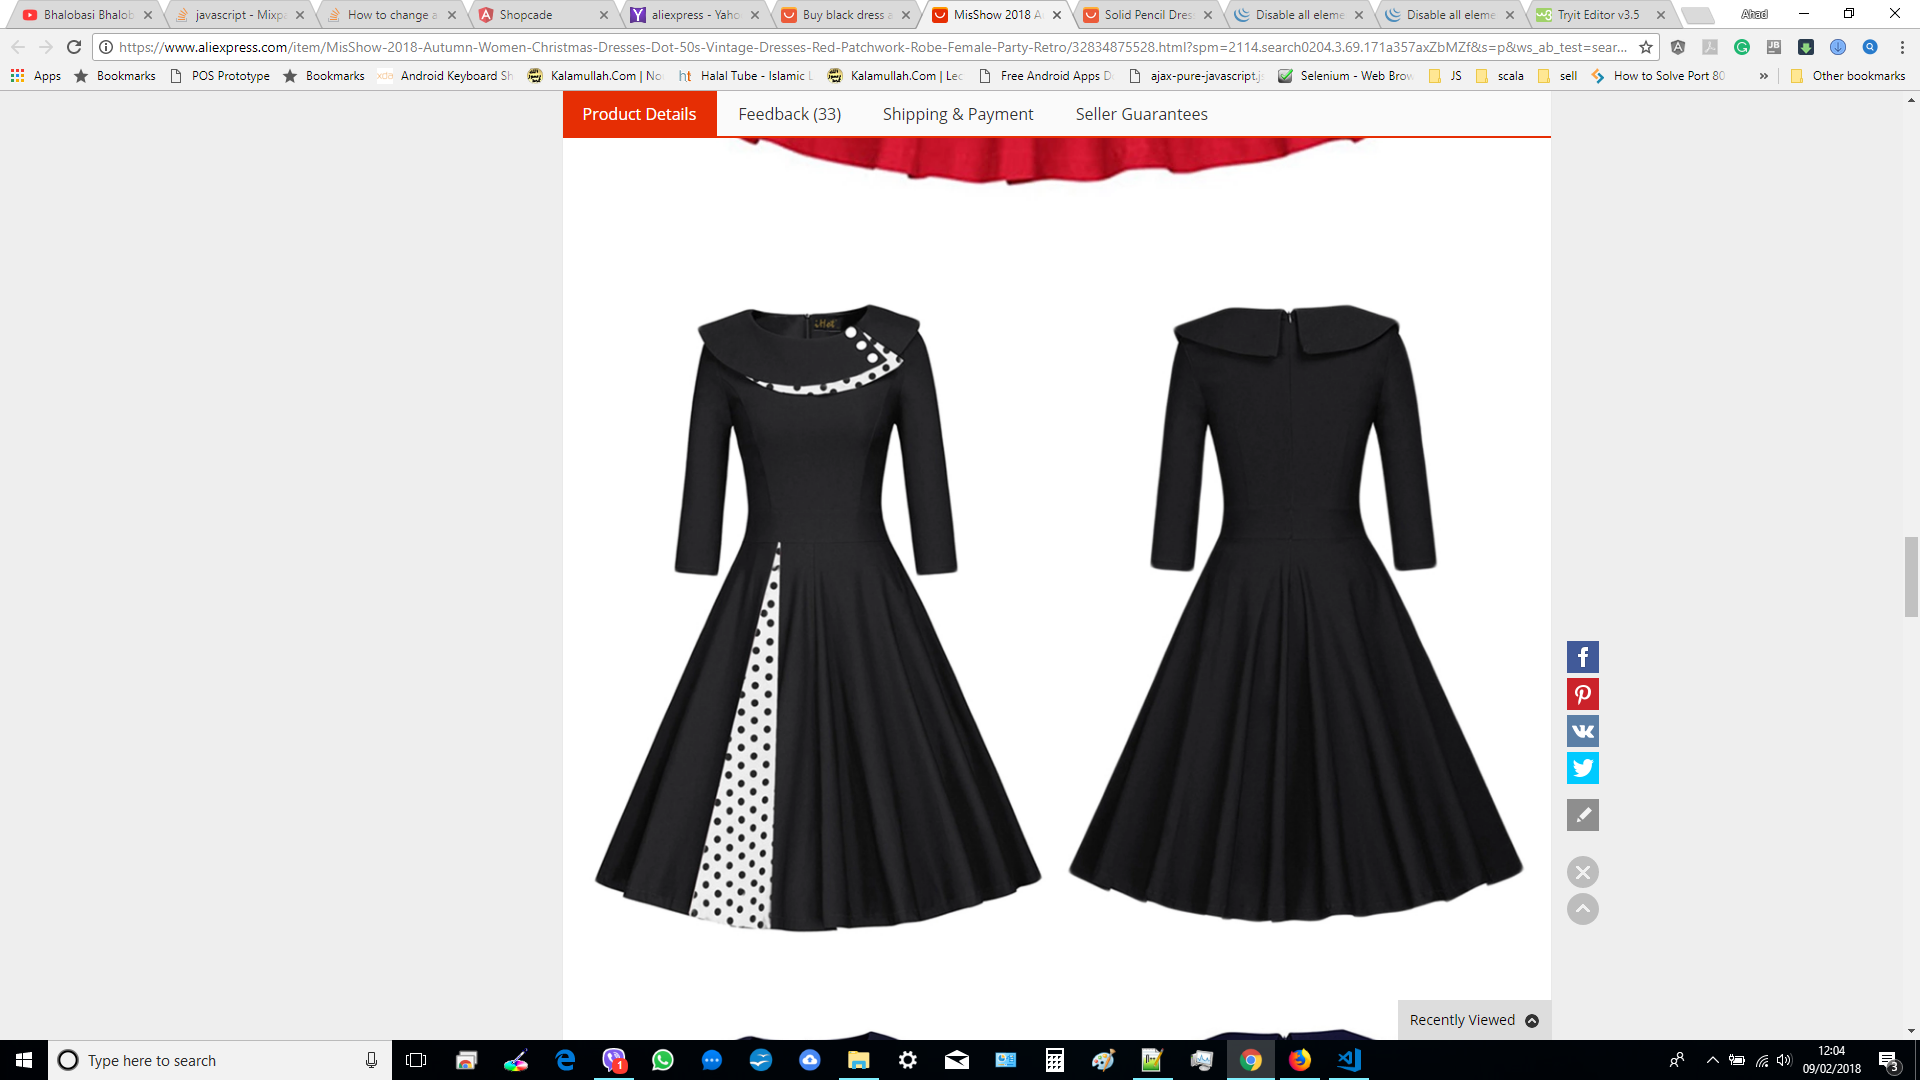 Bhalobasi Bhalob
javascript - Mixpa
How to change a
Shopcade
aliexpress - Yaho
Buy black dress a
MisShow 2018 A
Solid Pencil Dres
Disable all eleme
Disable all eleme
Tryit Editor v3.5
Ahad
https://www.aliexpress.com/item/MisShow-2018-Autumn-Women-Christmas-Dresses-Dot-50s-Vintage-Dresses-Red-Patchwork-Robe-Female-Party-Retro/32834875528.html?spm=2114.search0204.3.69.171a357axZbMZf&s=p&ws_ab_test=sear...
Apps Bookmarks POS Prototype Bookmarks Android Keyboard Sh Kalamullah.Com | No Halal Tube - Islamic L Kalamullah.Com | Lec Free Android Apps D ajax-pure-javascript.js Selenium - Web Brow JS scala sell How to Solve Port 80 » Other bookmarks
Product Details Feedback (33) Shipping & Payment Seller Guarantees
Recently Viewed
Type here to search
12:04
09/02/2018
1
3